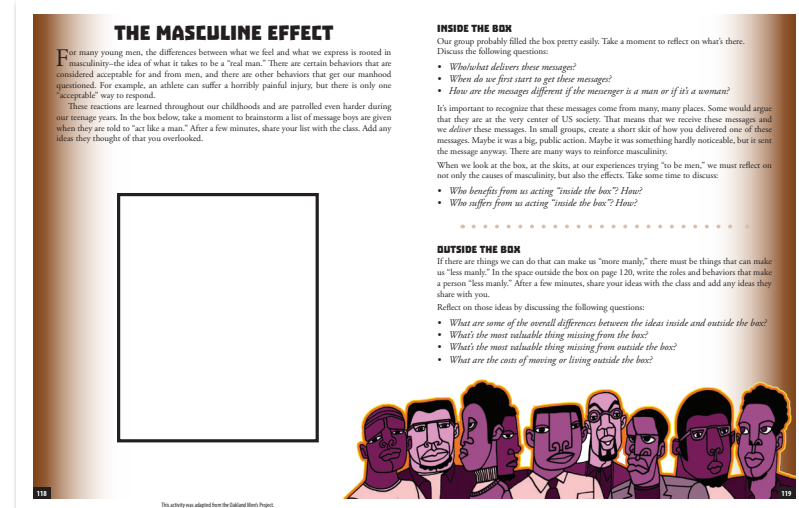 THE MASCULINE EFFECT
For many young men, the differences between what we feel and what we express is rooted in
masculinity–the idea of what it takes to be a “real man.” There are certain behaviors that are
considered acceptable for and from men, and there are other behaviors that get our manhood
questioned. For example, an athlete can suffer a horribly painful injury, but there is only one
“acceptable” way to respond.
These reactions are learned throughout our childhoods and are patrolled even harder during
our teenage years. In the box below, take a moment to brainstorm a list of message boys are given
when they are told to “act like a man.” After a few minutes, share your list with the class. Add any
ideas they thought of that you overlooked.
118
This activity was adapted from the Oakland Men's Project.
INSIDE THE BOX
Our group probably filled the box pretty easily. Take a moment to reflect on what's there.
Discuss the following questions:
• Who/what delivers these messages?
• When do we first start to get these messages?
• How are the messages different if the messenger is a man or if it's a woman?
It's important to recognize that these messages come from many, many places. Some would argue
that they are at the very center of US society. That means that we receive these messages and
we deliver these messages. In small groups, create a short skit of how you delivered one of these
messages. Maybe it was a big, public action. Maybe it was something hardly noticeable, but it sent
the message anyway. There are many ways to reinforce masculinity.
When we look at the box, at the skits, at our experiences trying “to be men,” we must reflect on
not only the causes of masculinity, but also the effects. Take some time to discuss:
• Who benefits from us acting “inside the box”? How?
• Who suffers from us acting “inside the box”? How?
OUTSIDE THE BOX
If there are things we can do that can make us “more manly,” there must be things that can make
us “less manly.” In the space outside the box on page 120, write the roles and behaviors that make
a person “less manly.” After a few minutes, share your ideas with the class and add any ideas they
share with you.
Reflect on those ideas by discussing the following questions:
• What are some of the overall differences between the ideas inside and outside the box?
• What's the most valuable thing missing from the box?
• What's the most valuable thing missing from outside the box?
• What are the costs of moving or living outside the box?
119